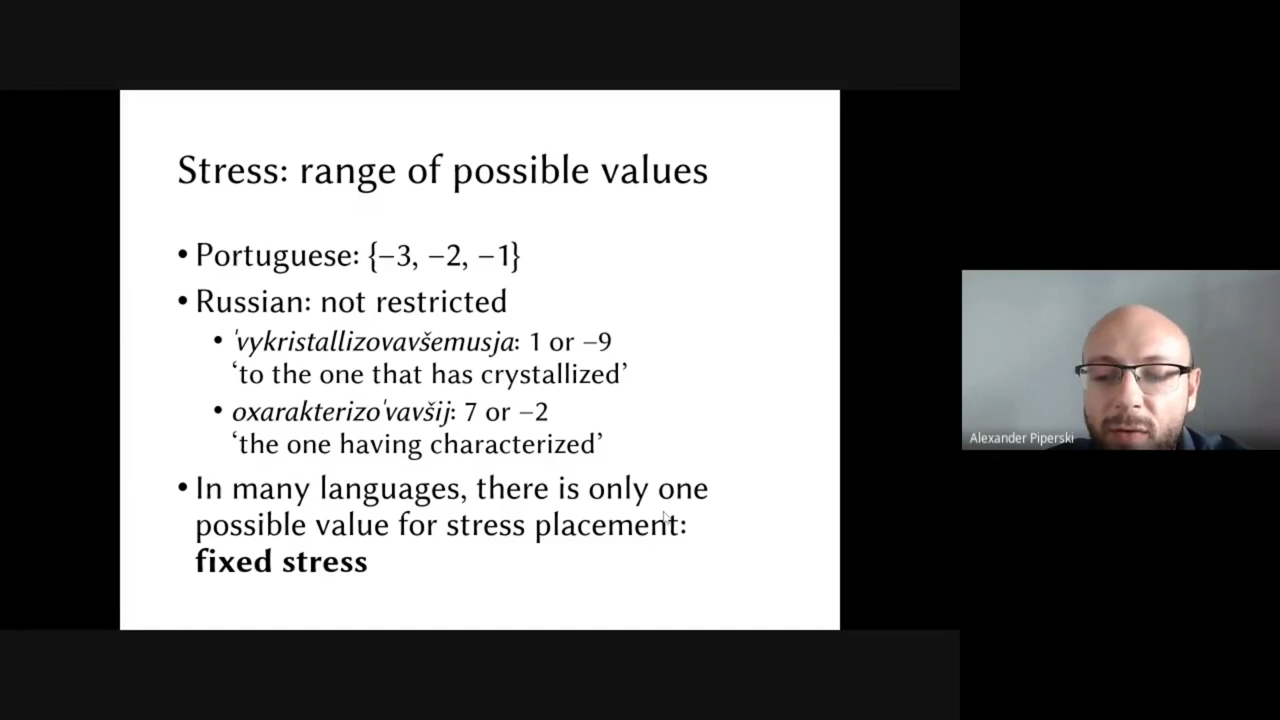 Stress: range of possible values
• Portuguese: {−3, −2, −1}
• Russian: not restricted
• ˈvykristallizovavšemusja: 1 or −9
‘to the one that has crystallized’
• oxarakterizoˈvavšij: 7 or −2
‘the one having characterized’
• In many languages, there is only one
possible value for stress placement:
fixed stress
Alexander Piperski